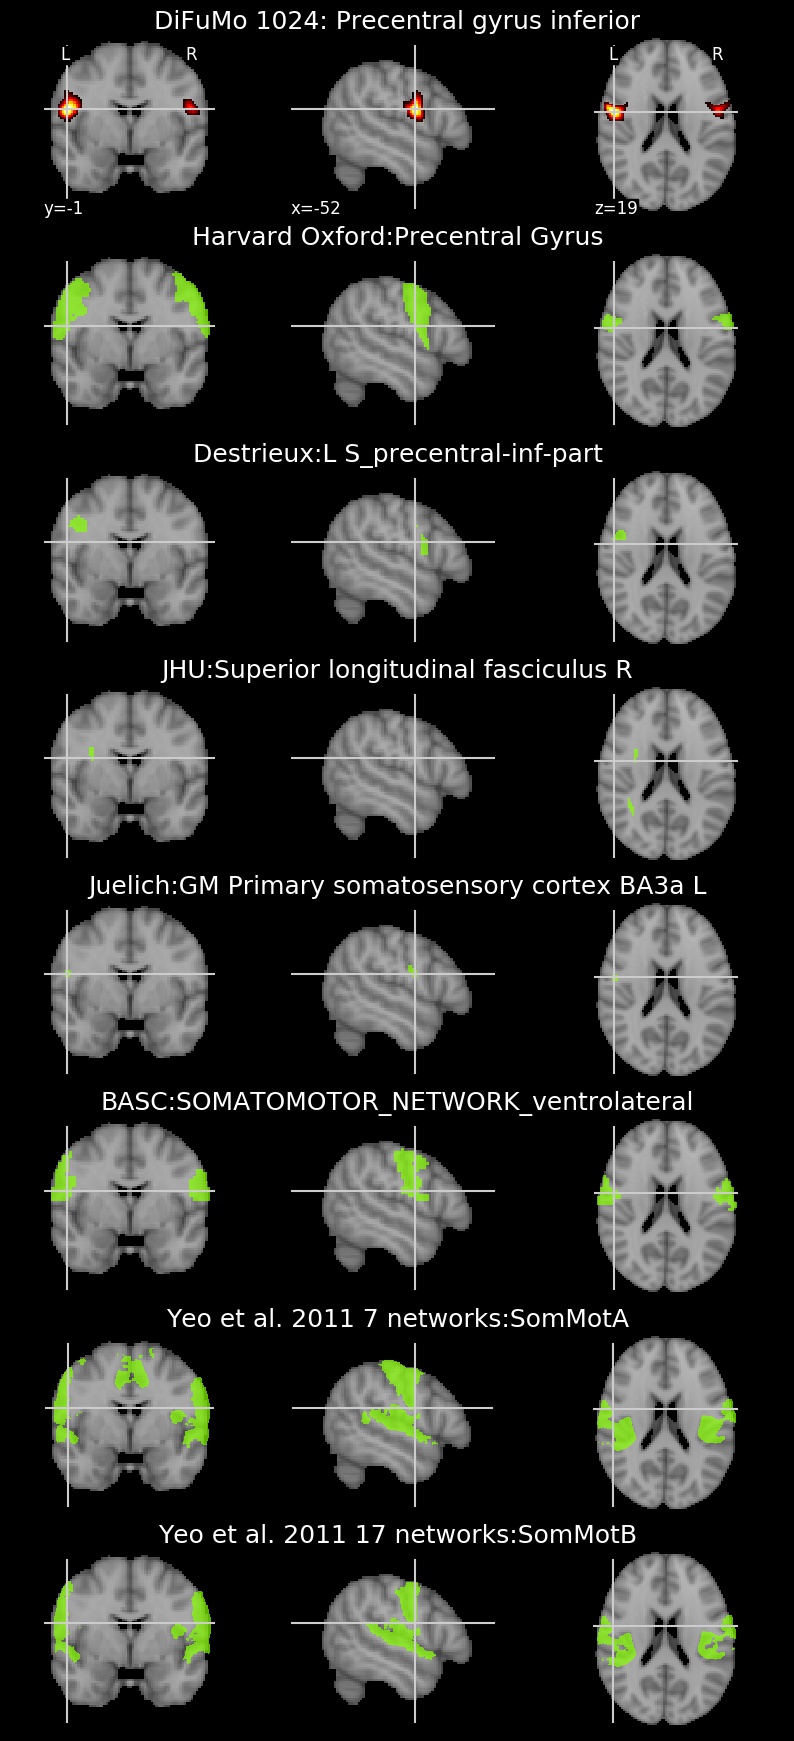 DiFuMo 1024: Precentral gyrus inferior
L R L R
y=-1 x=-52 z=19
Harvard Oxford:Precentral Gyrus
Destrieux:L S_precentral-inf-part
JHU:Superior longitudinal fasciculus R
Juelich:GM Primary somatosensory cortex BA3a L
BASC:SOMATOMOTOR_NETWORK_ventrolateral
Yeo et al. 2011 7 networks:SomMotA
Yeo et al. 2011 17 networks:SomMotB